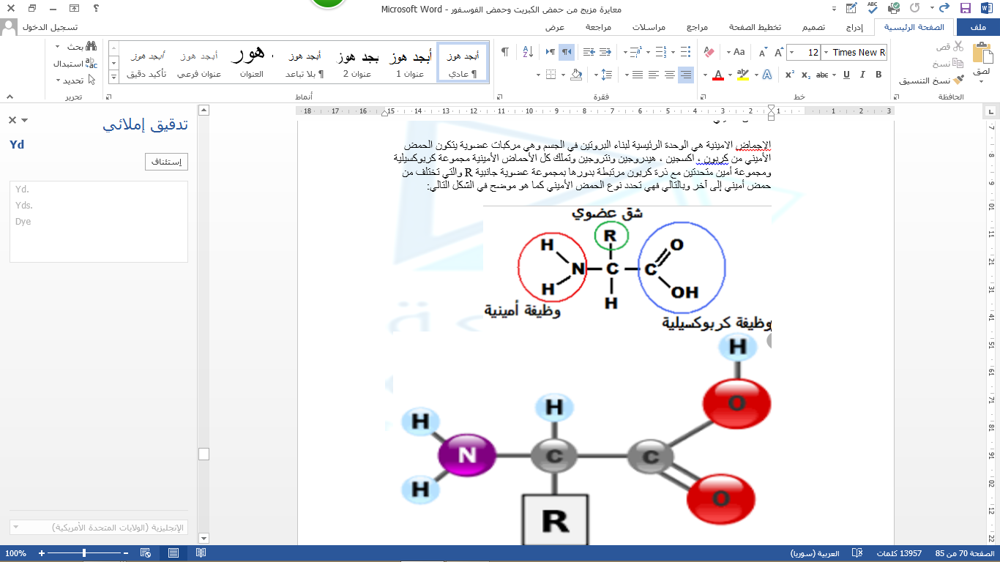 معايرة مزيج من حمض الكبريت وحمض الفوسفور - Microsoft Word
تسجيل الدخول
ملف
الصفحة الرئيسية
إدراج
تصميم
تخطيط الصفحة
مراجع
مراسلات
مراجعة
عرض
لصق
قص
نسخ
نسخ التنسيق
الحافظة
Times New R
12
Aa
B I U abc x₂ x²
خط
فقرة
أبجد هوز
¶ عادي
أبجد هوز
عنوان 1
بجد هوز
عنوان 2
أبجد هوز
¶ بلا تباعد
هور
العنوان
أبجد هوز
عنوان فرعي
أبجد هوز
تأكيد دقيق
أنماط
بحث
استبدال
تحديد
تحرير
3 2 1 1 2 3 4 5 6 7 8 9 10 11 12 13 14 15 16 17 18
تدقيق إملائي
Yd
إستئناف
Yd.
Yds.
Dye
الإنجليزية (الولايات المتحدة الأمريكية)
الاحماض الامينية هي الوحدة الرئيسية لبناء البروتين في الجسم وهي مركبات عضوية يتكون الحمض
الأميني من كربون ، اكسجين ، هيدروجين ونتروجين وتملك كل الأحماض الأمينية مجموعة كربوكسيلية
ومجموعة أمين متحدتين مع ذرة كربون مرتبطة بدورها بمجموعة عضوية جانبية R والتي تختلف من
حمض أميني إلى آخر وبالتالي فهي تحدد نوع الحمض الأميني كما هو موضح في الشكل التالي:
شق عضوي
H R O
N C C
H H OH
وظيفة أمينية
وظيفة كربوكسيلية
H
O
H H
N C C
H O
R
الصفحة 70 من 85
13957 كلمات
العربية (سوريا)
100%